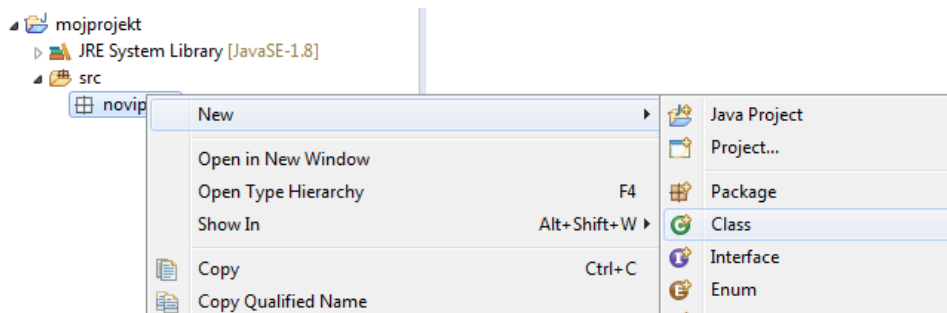 mojprojekt
JRE System Library [JavaSE-1.8]
src
novip
New
Open in New Window
Open Type Hierarchy F4
Show In Alt+Shift+W
Copy Ctrl+C
Copy Qualified Name
Java Project
Project...
Package
Class
Interface
Enum